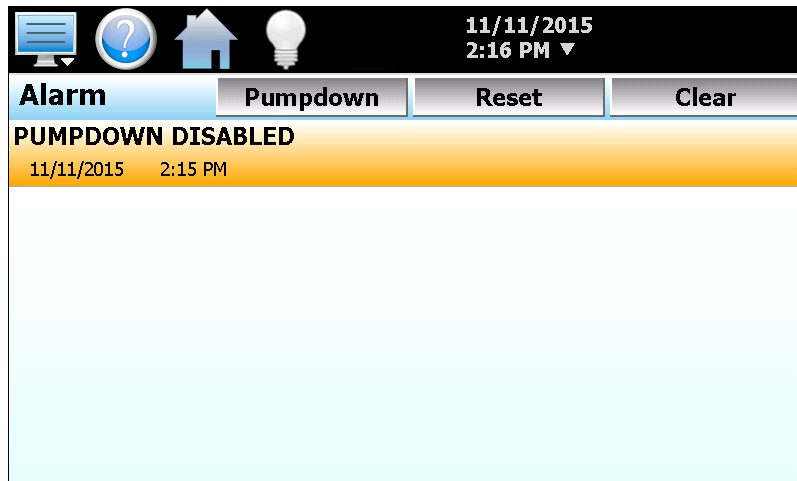 ?
11/11/2015
2:16 PM ▼
Alarm Pumpdown Reset Clear
PUMPDOWN DISABLED
11/11/2015 2:15 PM